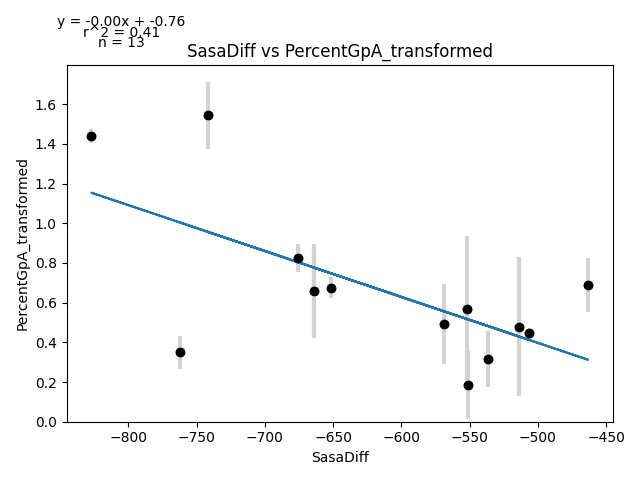 y = -0.00x + -0.76
r^2 = 0.41
n = 13
SasaDiff vs PercentGpA_transformed
PercentGpA_transformed
1.6
1.4
1.2
1.0
0.8
0.6
0.4
0.2
0.0
−800 −750 −700 −650 −600 −550 −500 −450
SasaDiff